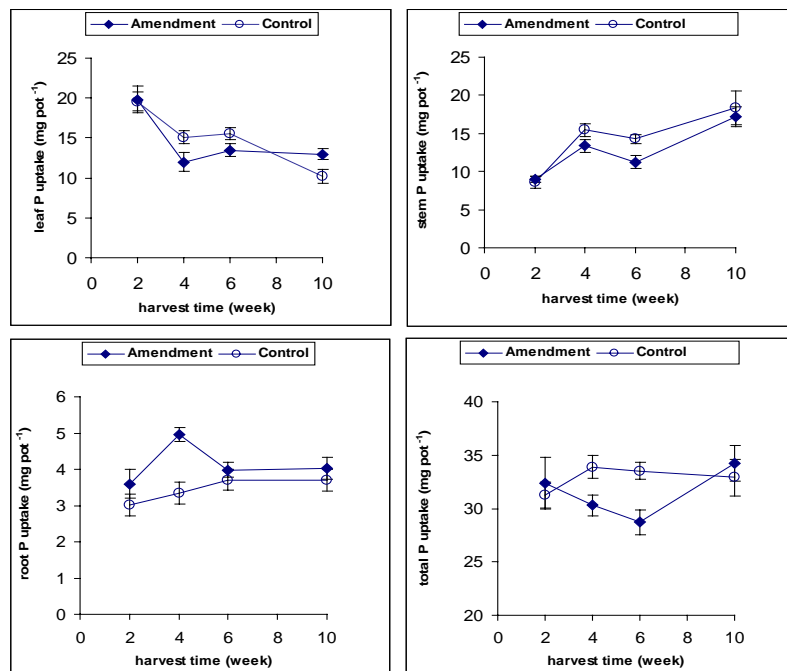 Amendment Control
leaf P uptake (mg pot -1)
25
20
15
10
5
0
0 2 4 6 8 10
harvest time (week)
Amendment Control
stem P uptake (mg pot -1)
25
20
15
10
5
0
0 2 4 6 8 10
harvest time (week)
Amendment Control
root P uptake (mg pot -1)
6
5
4
3
2
1
0
0 2 4 6 8 10
harvest time (week)
Amendment Control
total P uptake (mg pot -1)
40
35
30
25
20
0 2 4 6 8 10
harvest time (week)